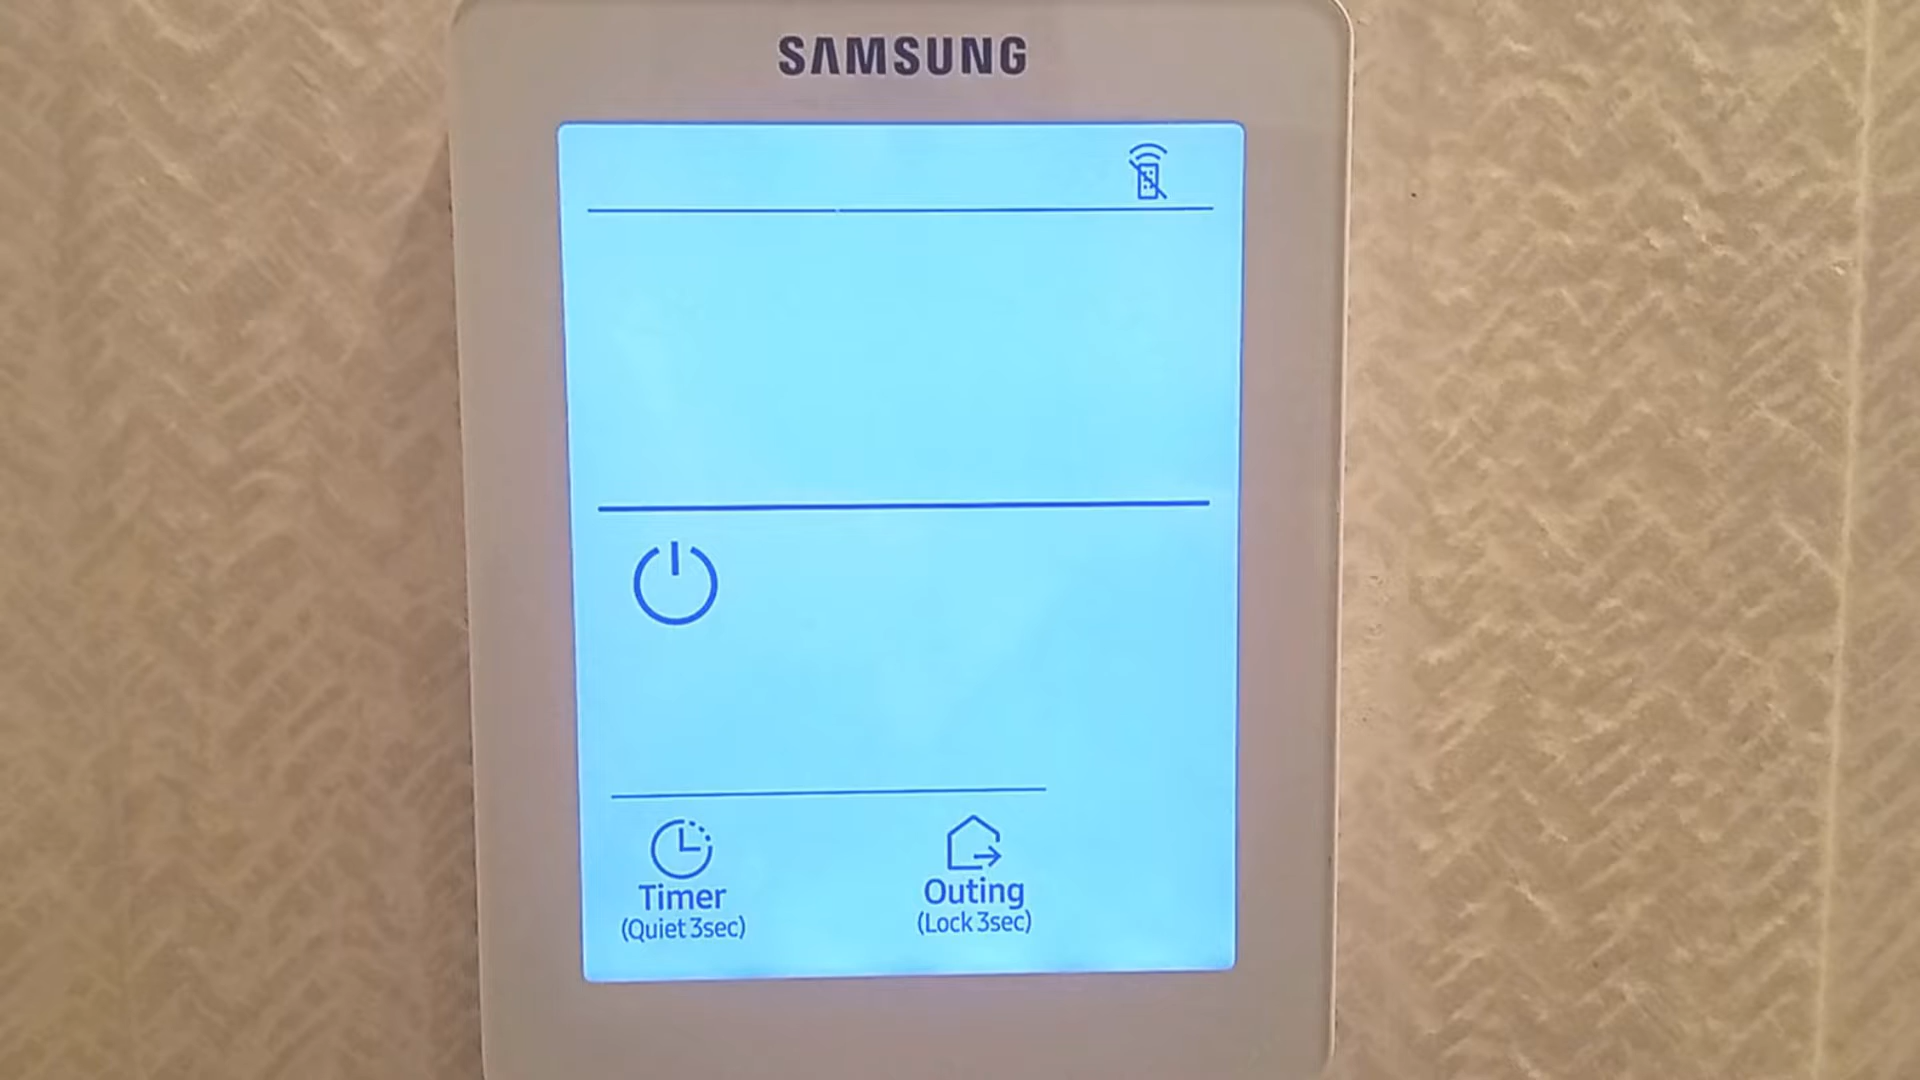 SAMSUNG
Timer
(Quiet 3sec)
Outing
(Lock 3sec)